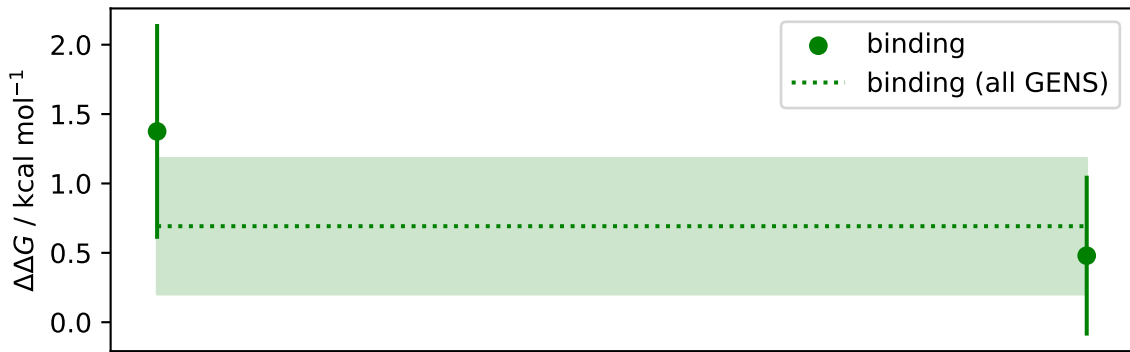 2.0
1.5
1.0
0.5
0.0
ΔΔG / kcal mol⁻¹
binding
binding (all GENS)